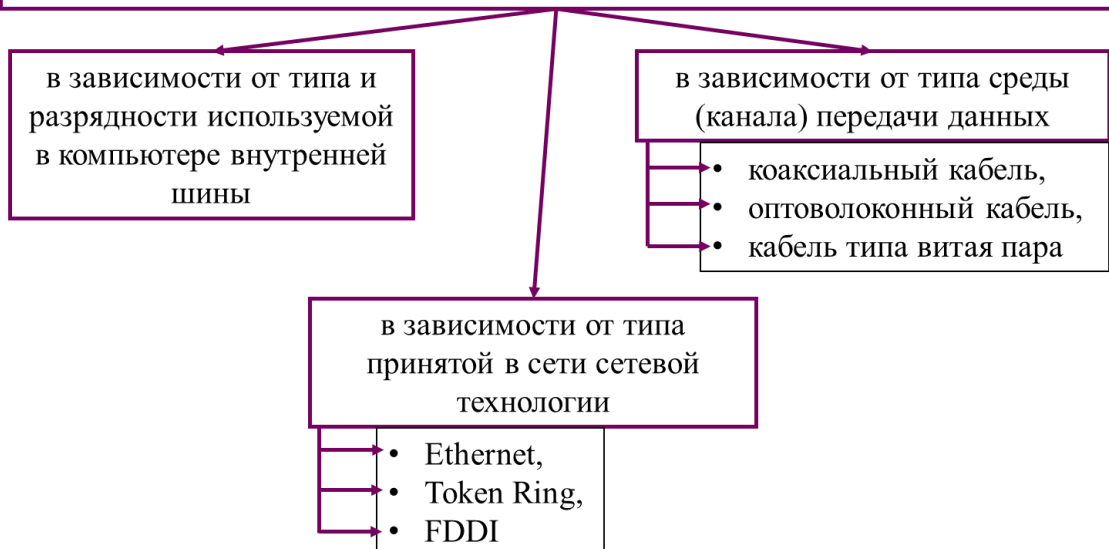 в зависимости от типа и
разрядности используемой
в компьютере внутренней
шины
в зависимости от типа среды
(канала) передачи данных
• коаксиальный кабель,
• оптоволоконный кабель,
• кабель типа витая пара
в зависимости от типа
принятой в сети сетевой
технологии
• Ethernet,
• Token Ring,
• FDDI